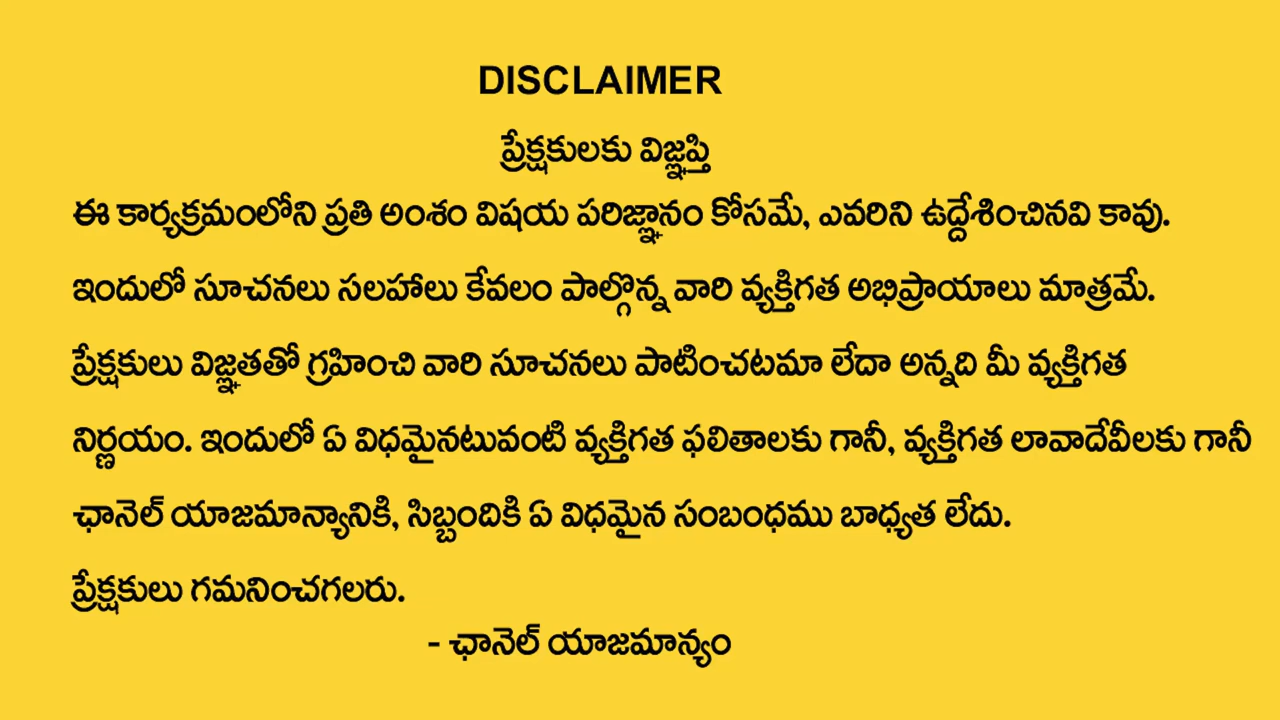 DISCLAIMER
ప్రేక్షకులకు విజ్ఞప్తి
ఈ కార్యక్రమంలోని ప్రతి అంశం విషయ పరిజ్ఞానం కోసమే, ఎవరిని ఉద్దేశించినవి కావు.
ఇందులో సూచనలు సలహాలు కేవలం పాల్గొన్న వారి వ్యక్తిగత అభిప్రాయాలు మాత్రమే.
ప్రేక్షకులు విజ్ఞతతో గ్రహించి వారి సూచనలు పాటించటమా లేదా అన్నది మీ వ్యక్తిగత
నిర్ణయం. ఇందులో ఏ విధమైనటువంటి వ్యక్తిగత ఫలితాలకు గానీ, వ్యక్తిగత లావాదేవీలకు గానీ
ఛానెల్ యాజమాన్యానికి, సిబ్బందికి ఏ విధమైన సంబంధము బాధ్యత లేదు.
ప్రేక్షకులు గమనించగలరు.
- ఛానెల్ యాజమాన్యం